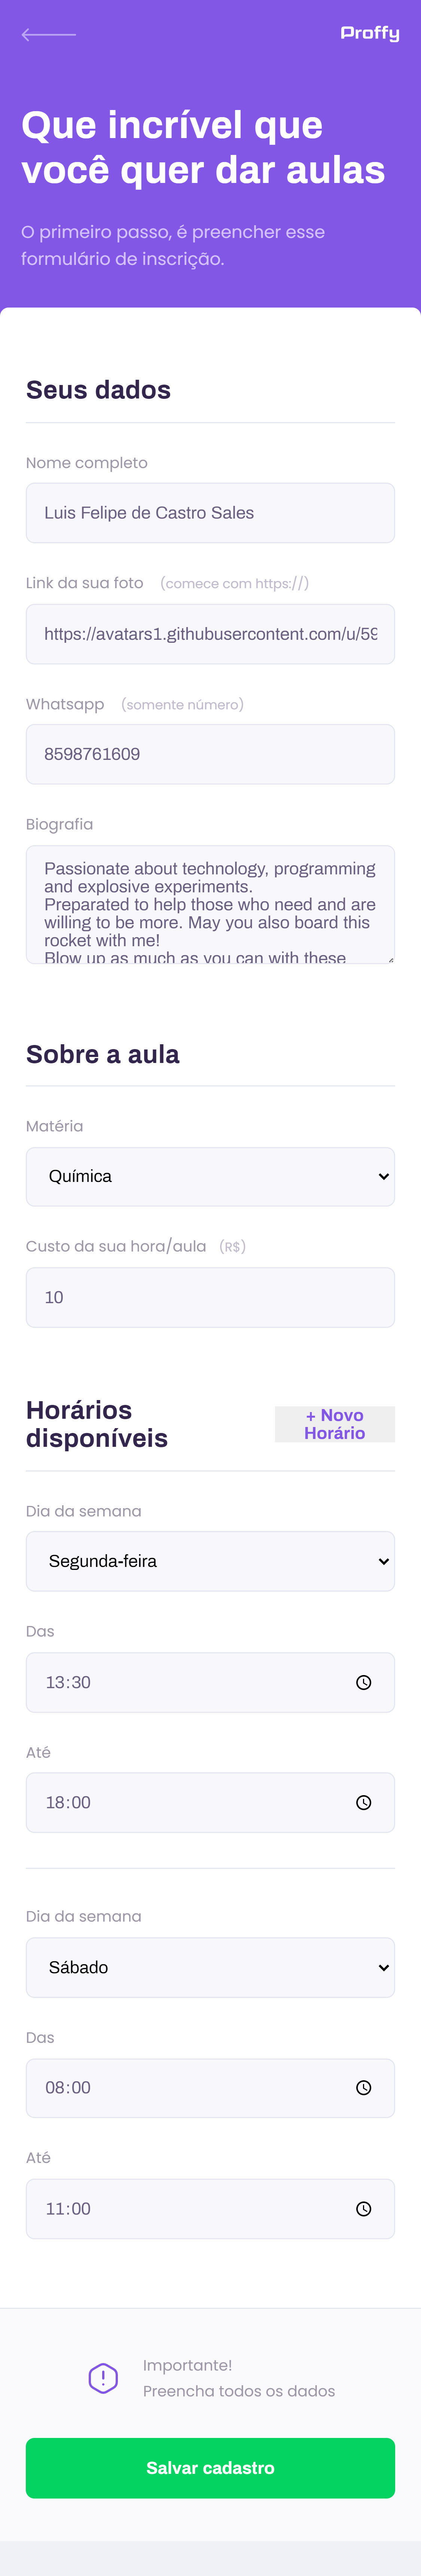 Proffy
Que incrível que
você quer dar aulas
O primeiro passo, é preencher esse
formulário de inscrição.
Seus dados
Nome completo
Luis Felipe de Castro Sales
Link da sua foto (comece com https://)
https://avatars1.githubusercontent.com/u/59
Whatsapp (somente número)
8598761609
Biografia
Passionate about technology, programming
and explosive experiments.
Preparated to help those who need and are
willing to be more. May you also board this
rocket with me!
Blow up as much as you can with these
Sobre a aula
Matéria
Química
Custo da sua hora/aula (R$)
10
Horários
disponíveis
+ Novo
Horário
Dia da semana
Segunda-feira
Das
13:30
Até
18:00
Dia da semana
Sábado
Das
08:00
Até
11:00
Importante!
Preencha todos os dados
Salvar cadastro